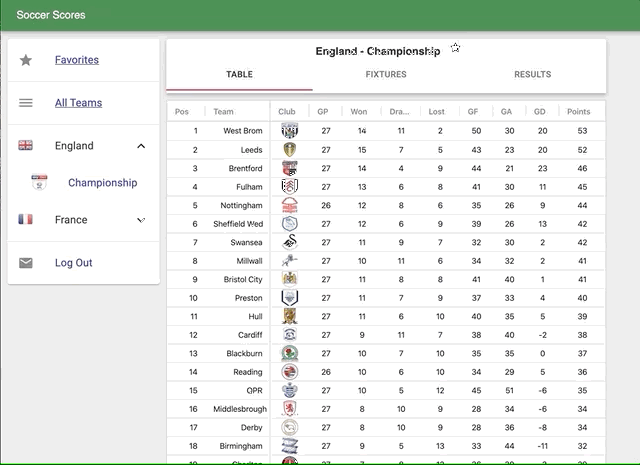 Soccer Scores
Favorites
All Teams
England
Championship
France
Log Out
England - Championship
TABLE FIXTURES RESULTS
Pos Team Club GP Won Dra... Lost GF GA GD Points
1 West Brom 27 14 11 2 50 30 20 53
2 Leeds 27 15 7 5 43 23 20 52
3 Brentford 27 14 4 9 44 21 23 46
4 Fulham 27 13 6 8 41 30 11 45
5 Nottingham 26 12 8 6 35 26 9 44
6 Sheffield Wed 27 12 6 9 39 26 13 42
7 Swansea 27 11 9 7 32 30 2 42
8 Millwall 27 10 11 6 34 32 2 41
9 Bristol City 27 11 8 8 41 40 1 41
10 Preston 27 11 7 9 37 33 4 40
11 Hull 27 11 6 10 40 35 5 39
12 Cardiff 27 9 11 7 38 40 -2 38
13 Blackburn 27 10 7 10 35 35 0 37
14 Reading 26 10 6 10 34 29 5 36
15 QPR 27 10 5 12 45 51 -6 35
16 Middlesbrough 27 8 10 9 28 34 -6 34
17 Derby 27 8 10 9 28 36 -8 34
18 Birmingham 27 9 5 13 33 44 -11 32